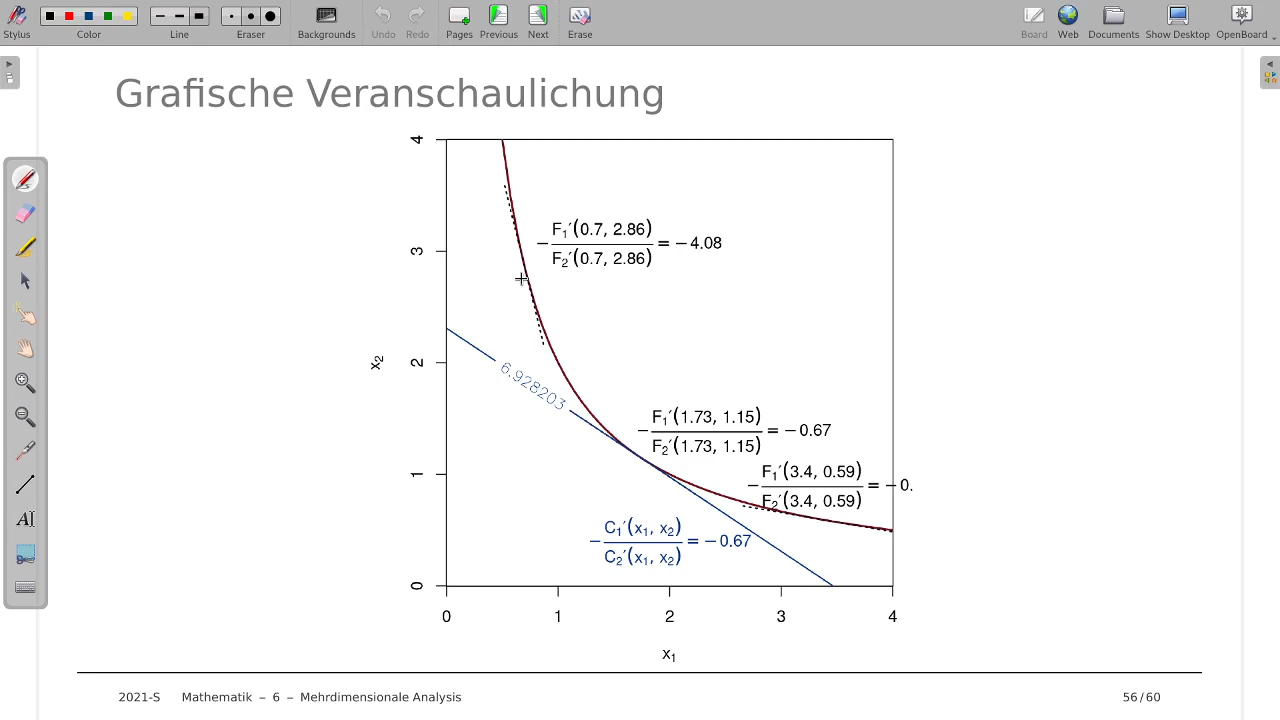 Stylus
Color
Line
Eraser
Backgrounds
Undo
Redo
Pages
Previous
Next
Erase
Board
Web
Documents
Show Desktop
OpenBoard
Grafische Veranschaulichung
4
3
2
1
0
x₂
−F₁′(0.7, 2.86)/F₂′(0.7, 2.86) = −4.08
6.928203
−F₁′(1.73, 1.15)/F₂′(1.73, 1.15) = −0.67
−F₁′(3.4, 0.59)/F₂′(3.4, 0.59) = −0.
−C₁′(x₁, x₂)/C₂′(x₁, x₂) = −0.67
0 1 2 3 4
x₁
AI
2021-S Mathematik – 6 – Mehrdimensionale Analysis 56/60